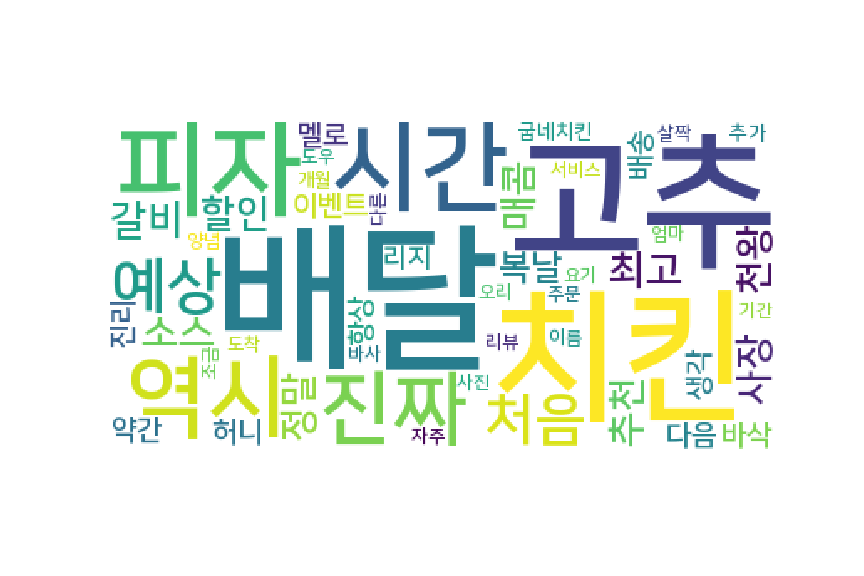 피자
멜로
도우
개월
이벤트
다른
시간
굽네치킨
서비스
매콤
배송
살짝
추가
고추
갈비
할인
양념
엄마
천왕
예상
배달
리지
복날
최고
오리
요기
주문
진리
소스
도착
조금
항상
바사
리뷰
이름
치킨
기간
사장
생각
역시
정말
진짜
사진
자주
처음
추천
다음
바삭
약간
허니